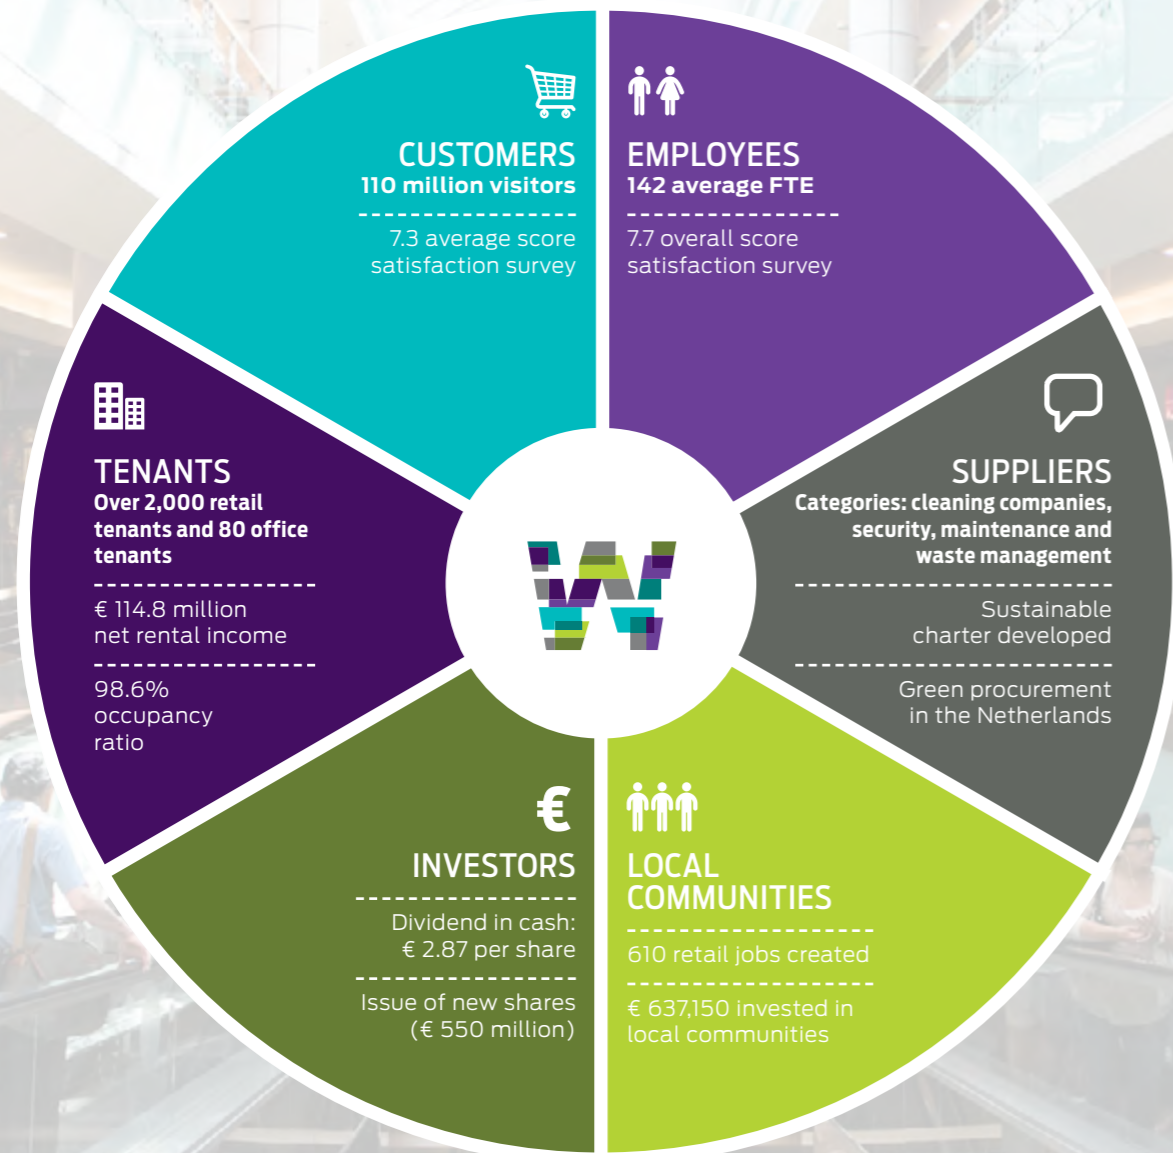 CUSTOMERS
110 million visitors
7.3 average score
satisfaction survey
EMPLOYEES
142 average FTE
7.7 overall score
satisfaction survey
TENANTS
Over 2,000 retail
tenants and 80 office
tenants
€ 114.8 million
net rental income
98.6%
occupancy
ratio
SUPPLIERS
Categories: cleaning companies,
security, maintenance and
waste management
Sustainable
charter developed
Green procurement
in the Netherlands
W
€
INVESTORS
Dividend in cash:
€ 2.87 per share
Issue of new shares
(€ 550 million)
LOCAL
COMMUNITIES
610 retail jobs created
€ 637,150 invested in
local communities